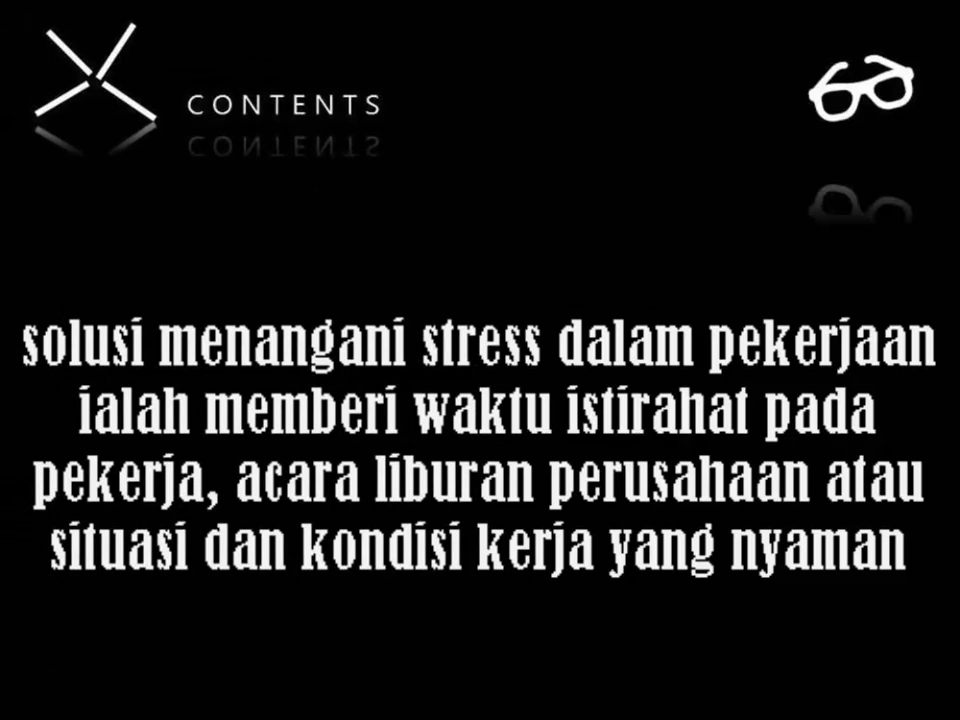 CONTENTS
solusi menangani stress dalam pekerjaan
ialah memberi waktu istirahat pada
pekerja, acara liburan perusahaan atau
situasi dan kondisi kerja yang nyaman